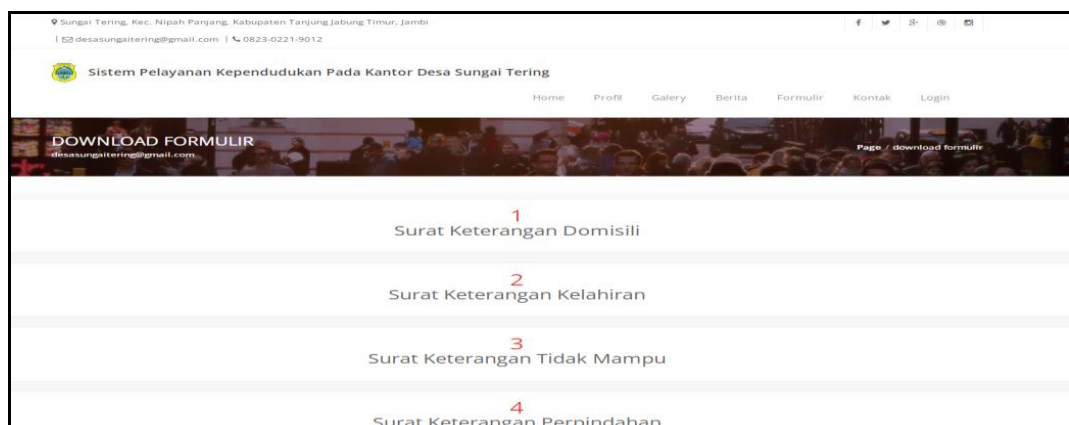 Sungai Tering, Kec. Nipah Panjang, Kabupaten Tanjung Jabung Timur, Jambi
| desasungaitering@gmail.com | 0823-0221-9012
Sistem Pelayanan Kependudukan Pada Kantor Desa Sungai Tering
Home Profil Galery Berita Formulir Kontak Login
DOWNLOAD FORMULIR
desasungaitering@gmail.com
Page / download formulir
1
Surat Keterangan Domisili
2
Surat Keterangan Kelahiran
3
Surat Keterangan Tidak Mampu
4
Surat Keterangan Perpindahan